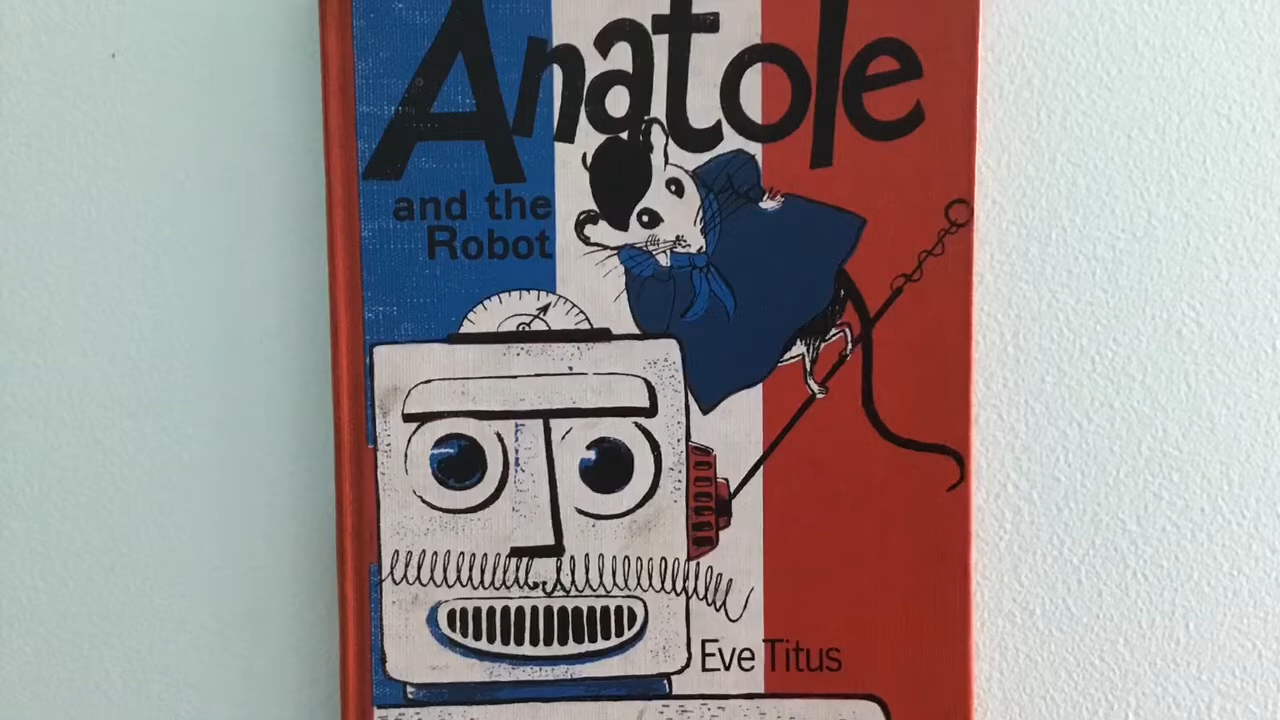 Anatole
and the
Robot
Eve Titus